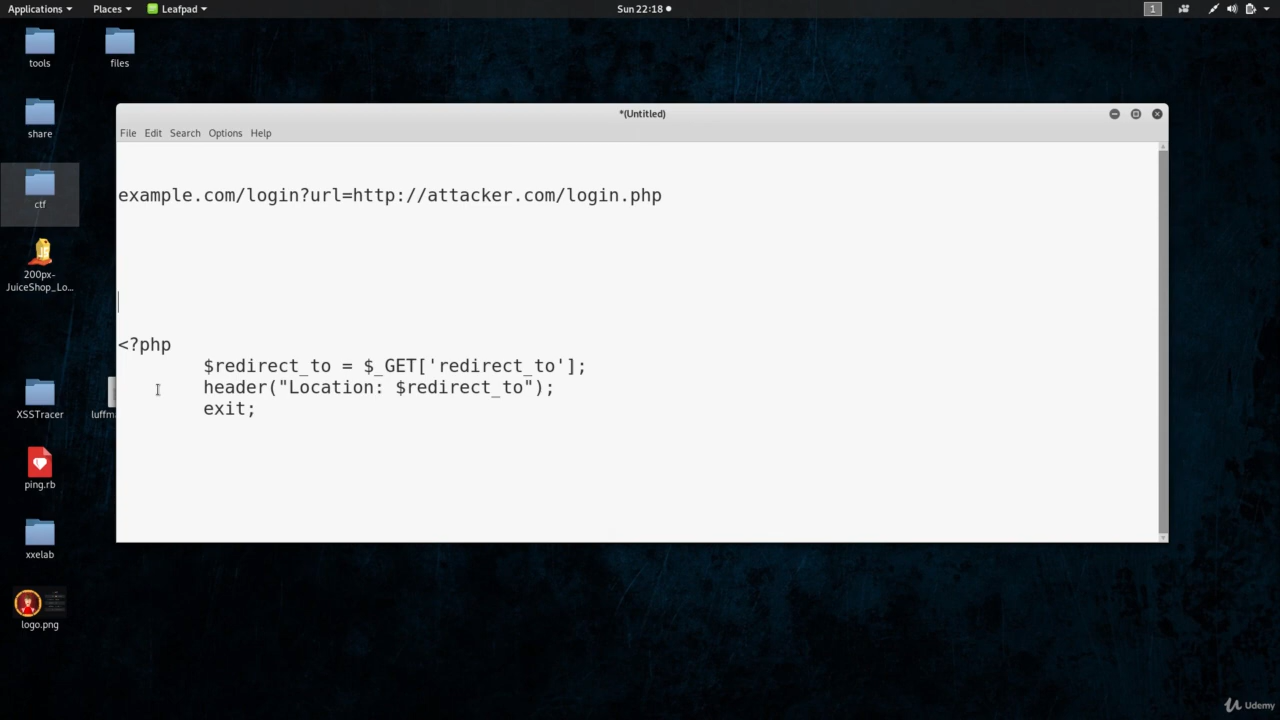 Applications Places Leafpad Sun 22:18 1
tools
files
share
ctf
200px-
JuiceShop_Lo...
XSSTracer
luffm
ping.rb
xxelab
logo.png
*(Untitled)
File Edit Search Options Help
example.com/login?url=http://attacker.com/login.php
<?php
$redirect_to = $_GET['redirect_to'];
header("Location: $redirect_to");
exit;
Udemy